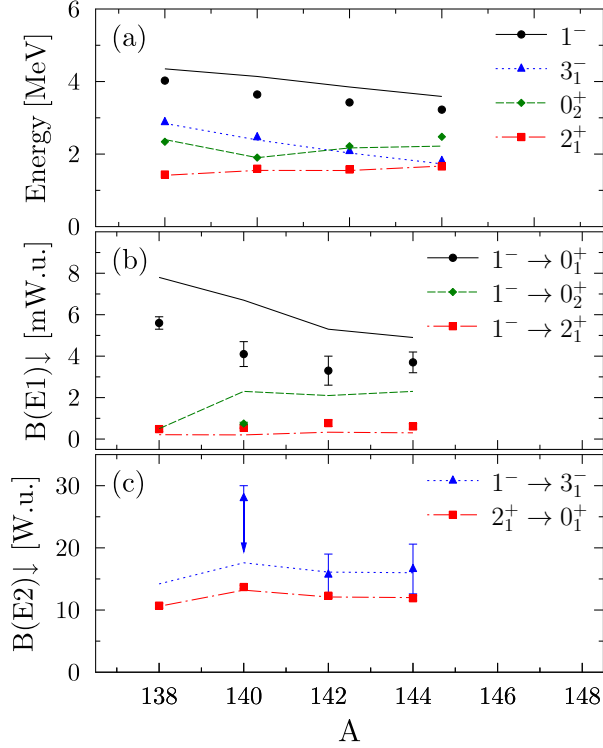 6
4
2
0
Energy [MeV]
(a)
1⁻
3₁⁻
0₂⁺
2₁⁺
8
6
4
2
0
B(E1)↓ [mW.u.]
(b)
1⁻ → 0₁⁺
1⁻ → 0₂⁺
1⁻ → 2₁⁺
30
20
10
0
B(E2)↓ [W.u.]
(c)
1⁻ → 3₁⁻
2₁⁺ → 0₁⁺
138 140 142 144 146 148
A